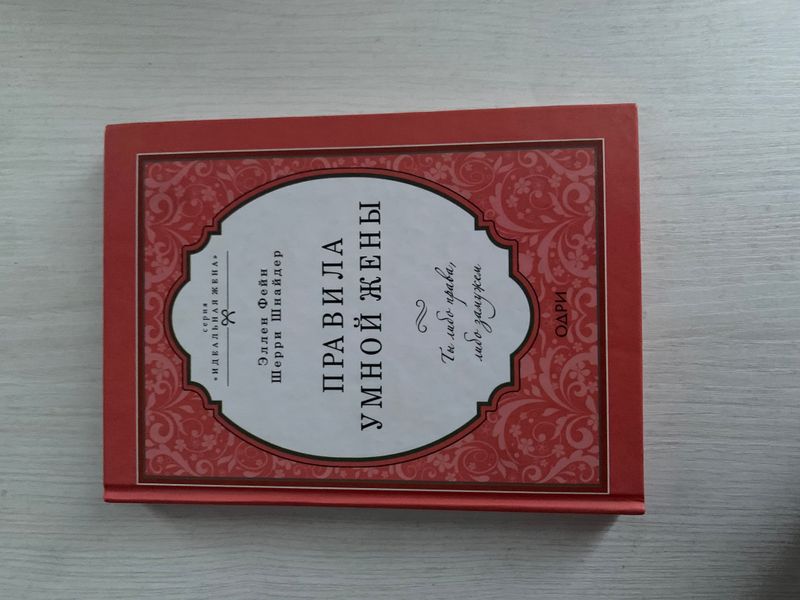 серия
«ИДЕАЛЬНАЯ ЖЕНА»
Эллен Фейн
Шерри Шнайдер
ПРАВИЛА
УМНОЙ ЖЕНЫ
Ты либо права,
либо замужем
ОДРИ